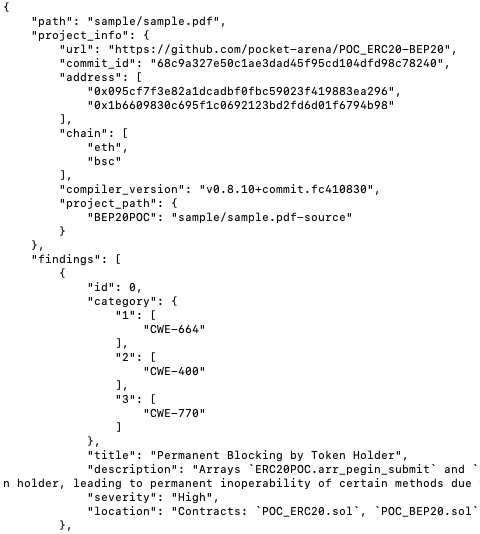 {
"path": "sample/sample.pdf",
"project_info": {
"url": "https://github.com/pocket-arena/POC_ERC20-BEP20",
"commit_id": "68c9a327e50c1ae3dad45f95cd104dfd98c78240",
"address": [
"0x095cf7f3e82a1dcadbf0fbc59023f419883ea296",
"0x1b6609830c695f1c0692123bd2fd6d01f6794b98"
],
"chain": [
"eth",
"bsc"
],
"compiler_version": "v0.8.10+commit.fc410830",
"project_path": {
"BEP20POC": "sample/sample.pdf-source"
}
},
"findings": [
{
"id": 0,
"category": {
"1": [
"CWE-664"
],
"2": [
"CWE-400"
],
"3": [
"CWE-770"
]
},
"title": "Permanent Blocking by Token Holder",
"description": "Arrays `ERC20POC.arr_pegin_submit` and `
n holder, leading to permanent inoperability of certain methods due
"severity": "High",
"location": "Contracts: `POC_ERC20.sol`, `POC_BEP20.sol`
},